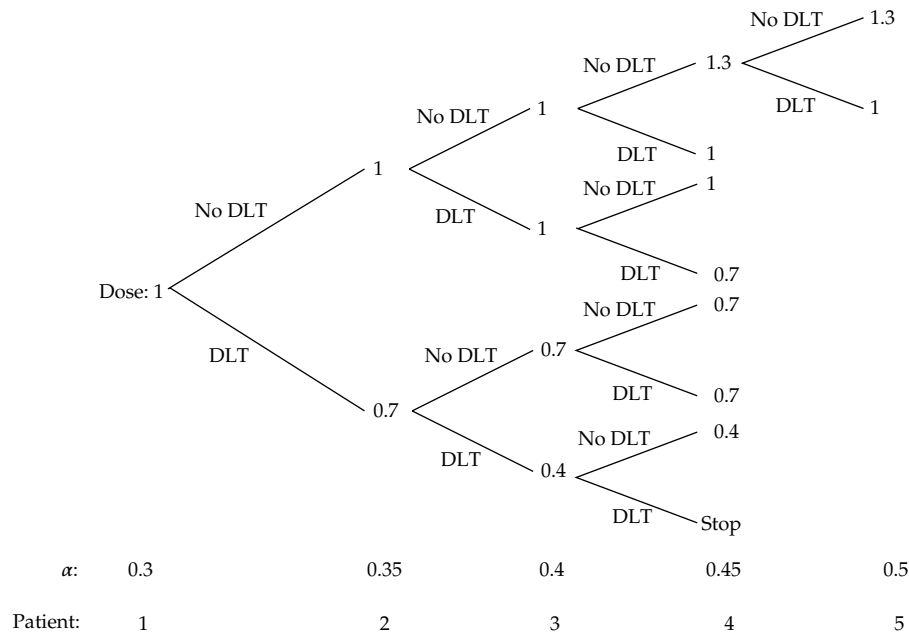 No DLT 1.3
No DLT 1.3
DLT 1
No DLT 1
No DLT 1
DLT 1
No DLT 1
DLT 1
No DLT
DLT 0.7
Dose: 1
No DLT 0.7
DLT
No DLT 0.7
DLT 0.7
0.7
No DLT 0.4
DLT 0.4
DLT Stop
α: 0.3 0.35 0.4 0.45 0.5
Patient: 1 2 3 4 5